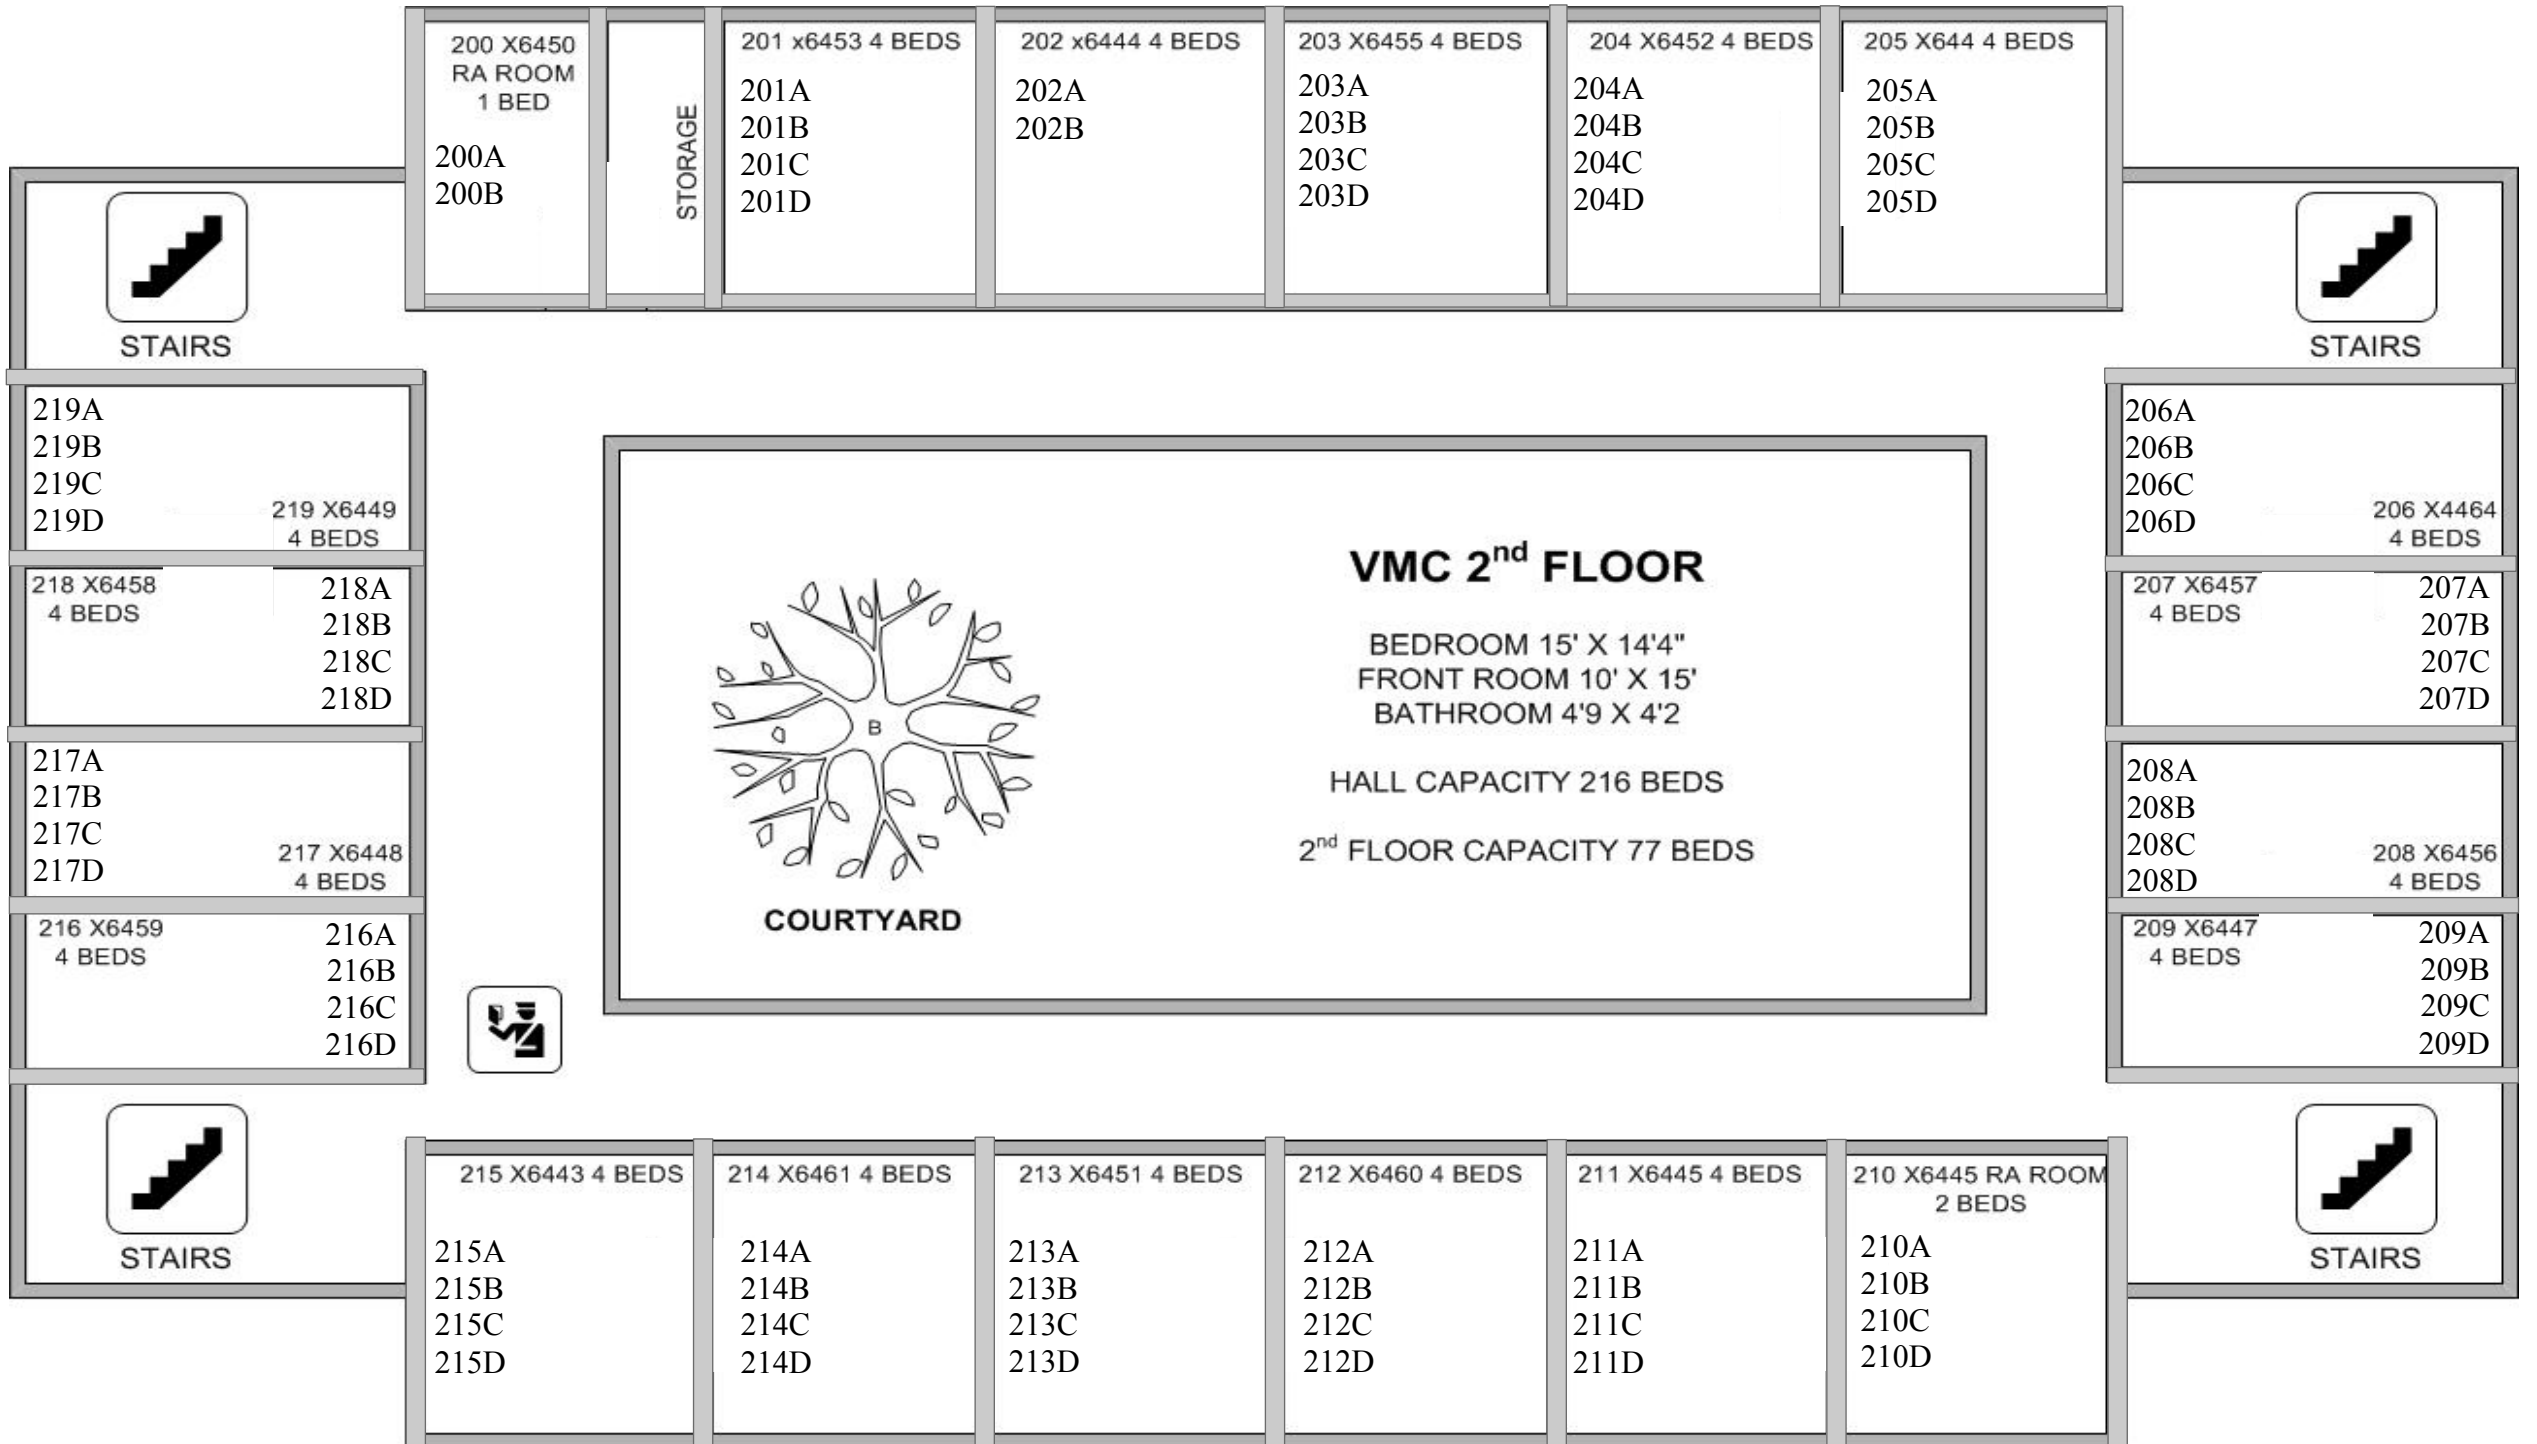 200 X6450
RA ROOM
1 BED
200A
200B
STORAGE
201 x6453 4 BEDS
201A
201B
201C
201D
202 x6444 4 BEDS
202A
202B
203 X6455 4 BEDS
203A
203B
203C
203D
204 X6452 4 BEDS
204A
204B
204C
204D
205 X644 4 BEDS
205A
205B
205C
205D
STAIRS
STAIRS
219A
219B
219C
219D
219 X6449
4 BEDS
218 X6458
4 BEDS
218A
218B
218C
218D
217A
217B
217C
217D
217 X6448
4 BEDS
216 X6459
4 BEDS
216A
216B
216C
216D
B
COURTYARD
VMC 2nd FLOOR
BEDROOM 15' X 14'4"
FRONT ROOM 10' X 15'
BATHROOM 4'9 X 4'2
HALL CAPACITY 216 BEDS
2nd FLOOR CAPACITY 77 BEDS
206A
206B
206C
206D
206 X4464
4 BEDS
207 X6457
4 BEDS
207A
207B
207C
207D
208A
208B
208C
208D
208 X6456
4 BEDS
209 X6447
4 BEDS
209A
209B
209C
209D
STAIRS
STAIRS
215 X6443 4 BEDS
215A
215B
215C
215D
214 X6461 4 BEDS
214A
214B
214C
214D
213 X6451 4 BEDS
213A
213B
213C
213D
212 X6460 4 BEDS
212A
212B
212C
212D
211 X6445 4 BEDS
211A
211B
211C
211D
210 X6445 RA ROOM
2 BEDS
210A
210B
210C
210D